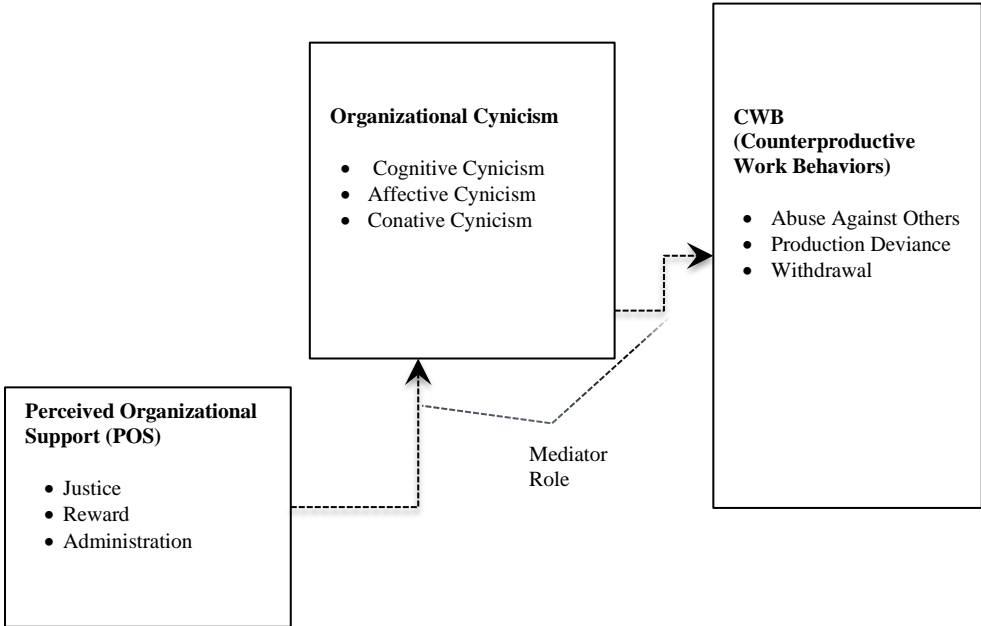 Organizational Cynicism
• Cognitive Cynicism
• Affective Cynicism
• Conative Cynicism
CWB
(Counterproductive
Work Behaviors)
• Abuse Against Others
• Production Deviance
• Withdrawal
Perceived Organizational
Support (POS)
• Justice
• Reward
• Administration
Mediator
Role